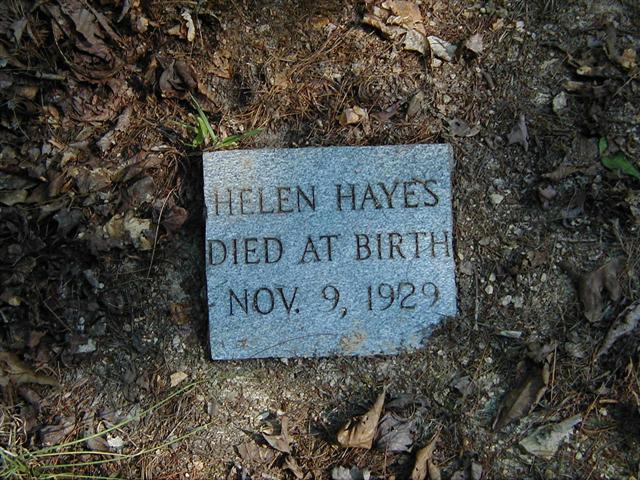 HELEN HAYES
DIED AT BIRTH
NOV. 9, 1929